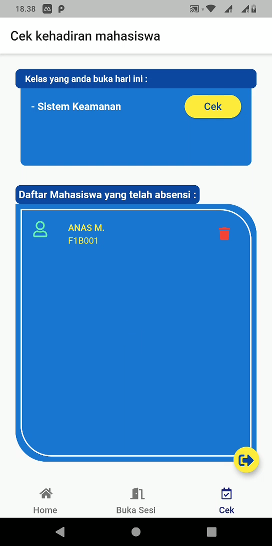 18.38
Cek kehadiran mahasiswa
Kelas yang anda buka hari ini :
- Sistem Keamanan
Cek
Daftar Mahasiswa yang telah absensi :
ANAS M.
F1B001
Home
Buka Sesi
Cek